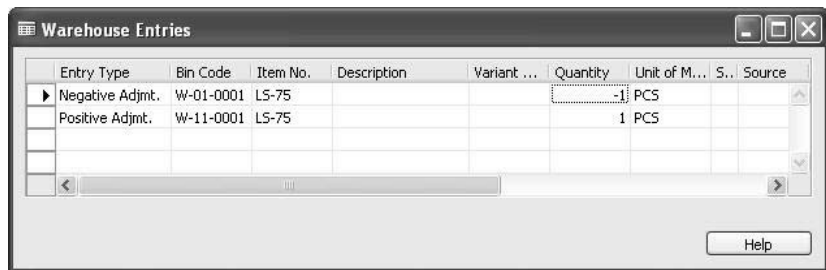 Warehouse Entries
Entry Type Bin Code Item No. Description Variant ... Quantity Unit of M... S.. Source
Negative Adjmt. W-01-0001 LS-75 -1 PCS
Positive Adjmt. W-11-0001 LS-75 1 PCS
Help